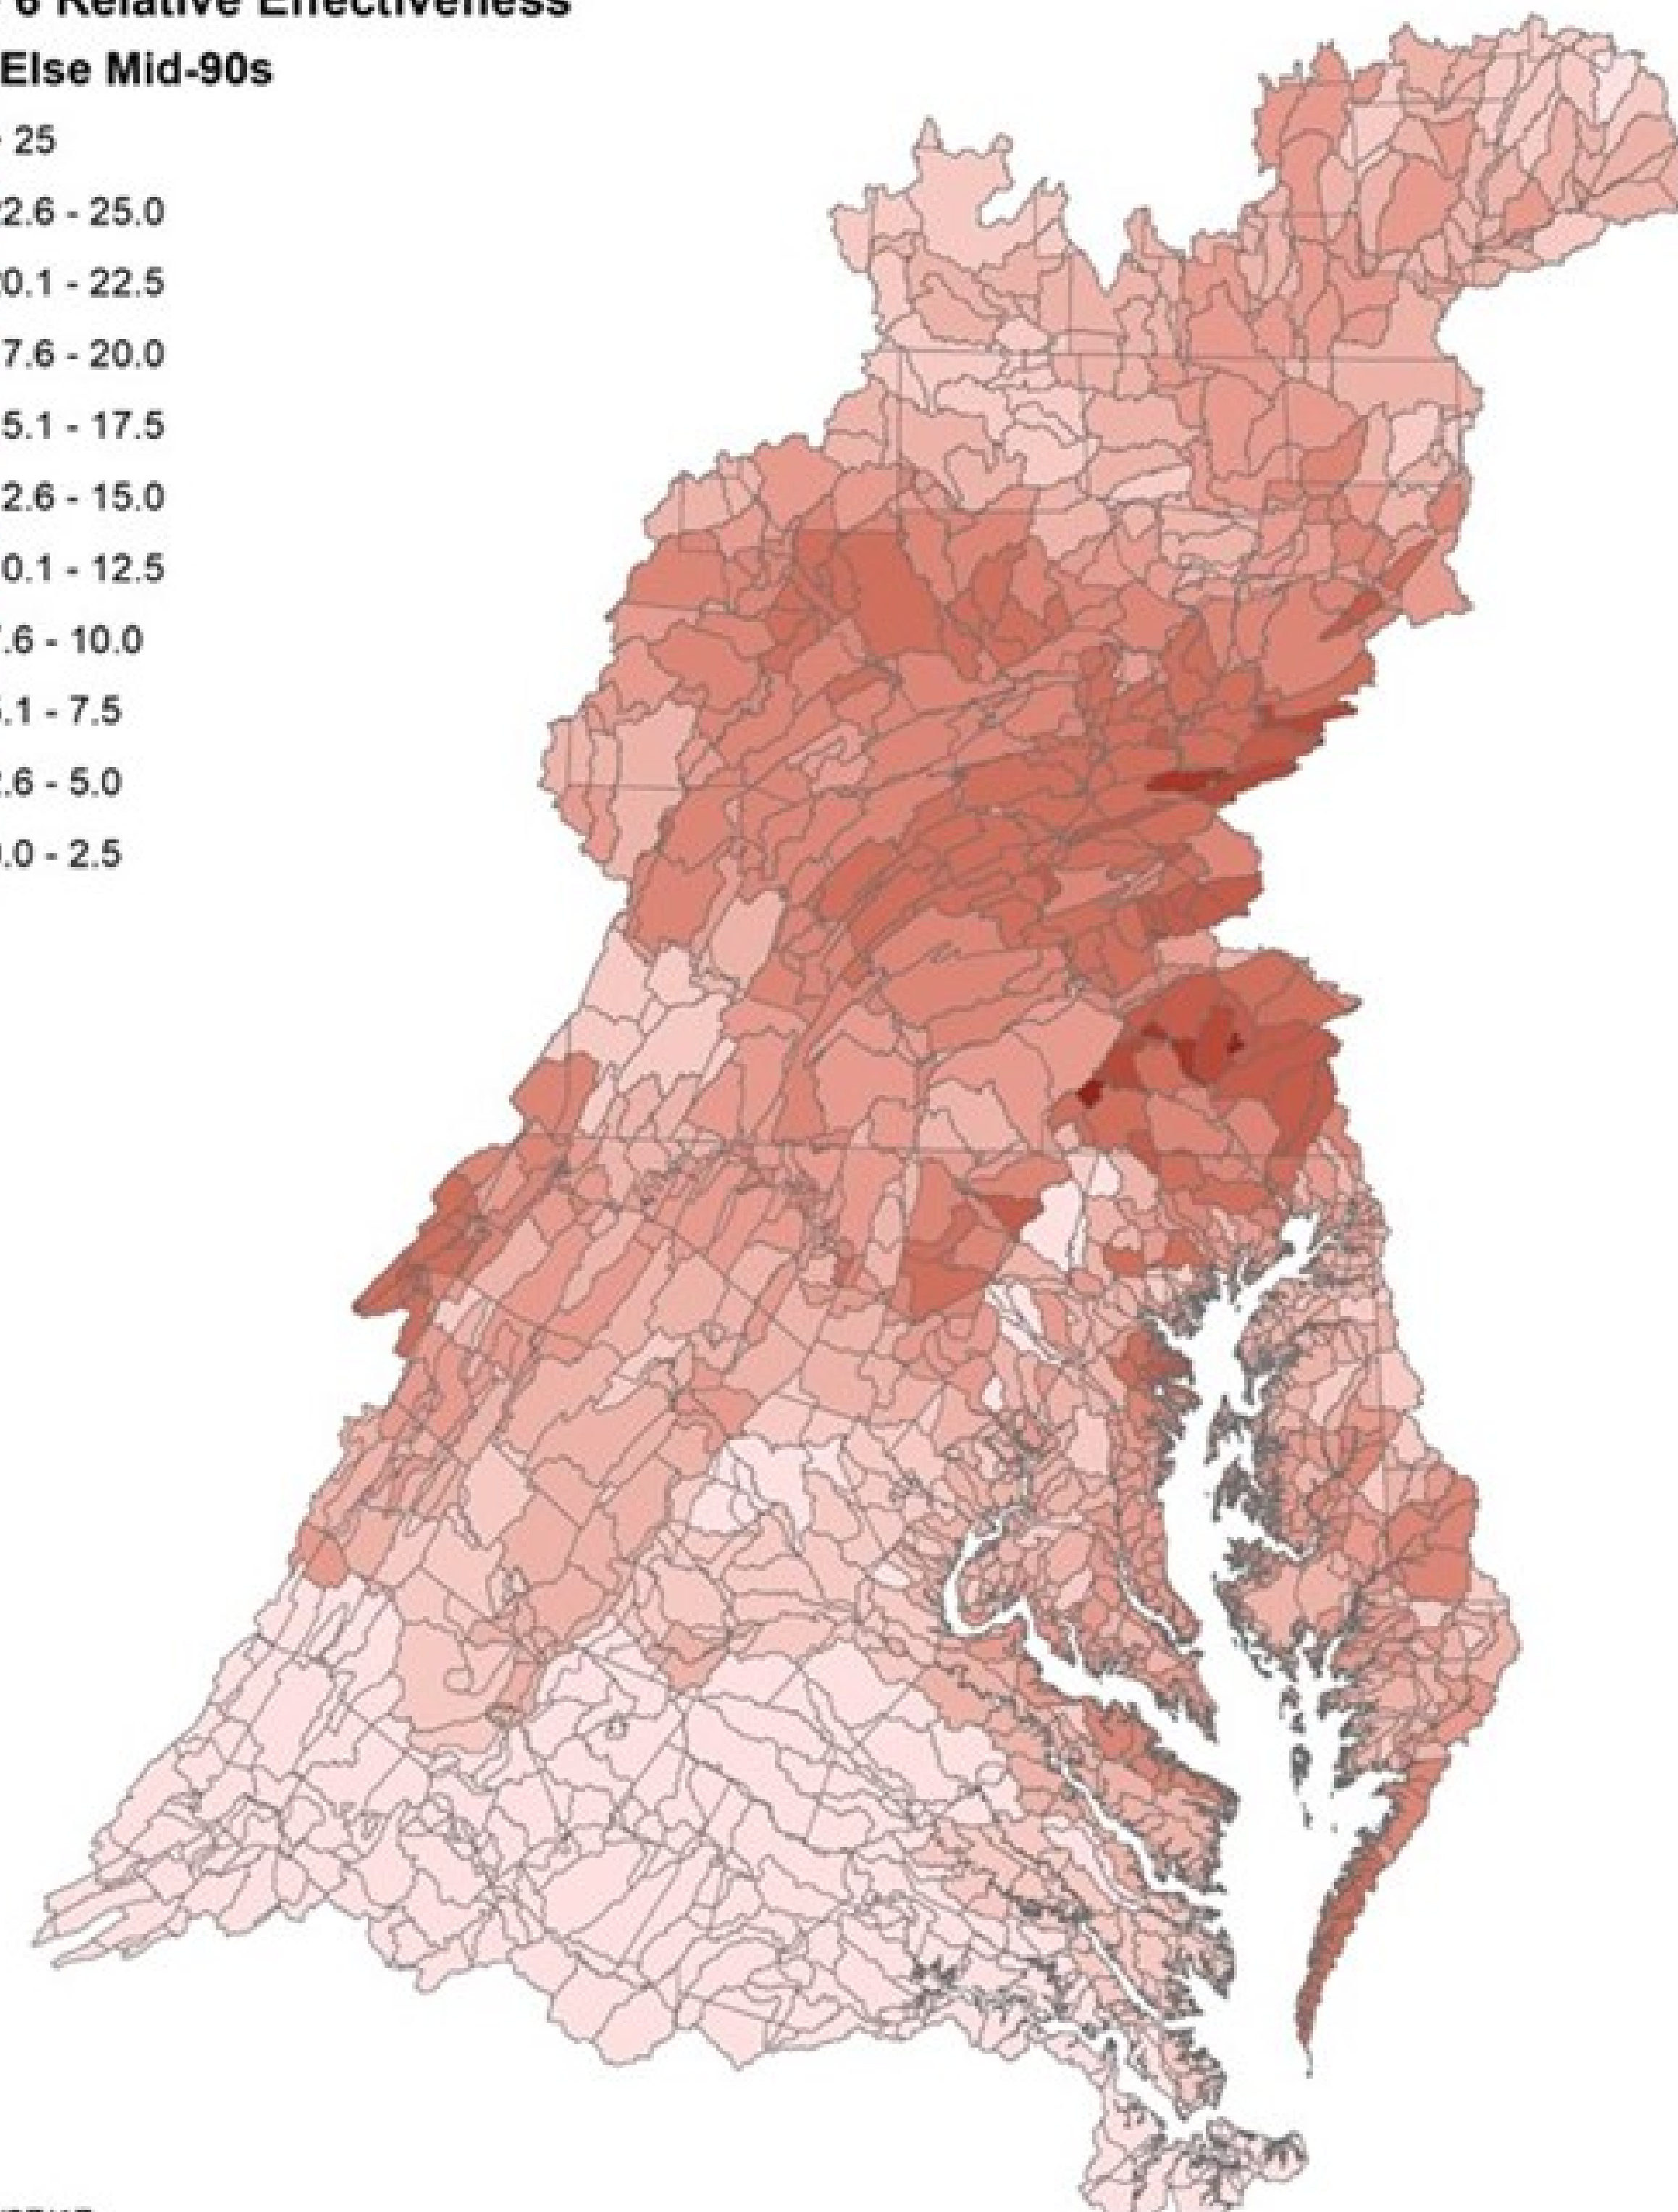 6 Relative Effectiveness
Else Mid-90s
25
2.6 - 25.0
0.1 - 22.5
7.6 - 20.0
5.1 - 17.5
2.6 - 15.0
0.1 - 12.5
.6 - 10.0
.1 - 7.5
.6 - 5.0
.0 - 2.5